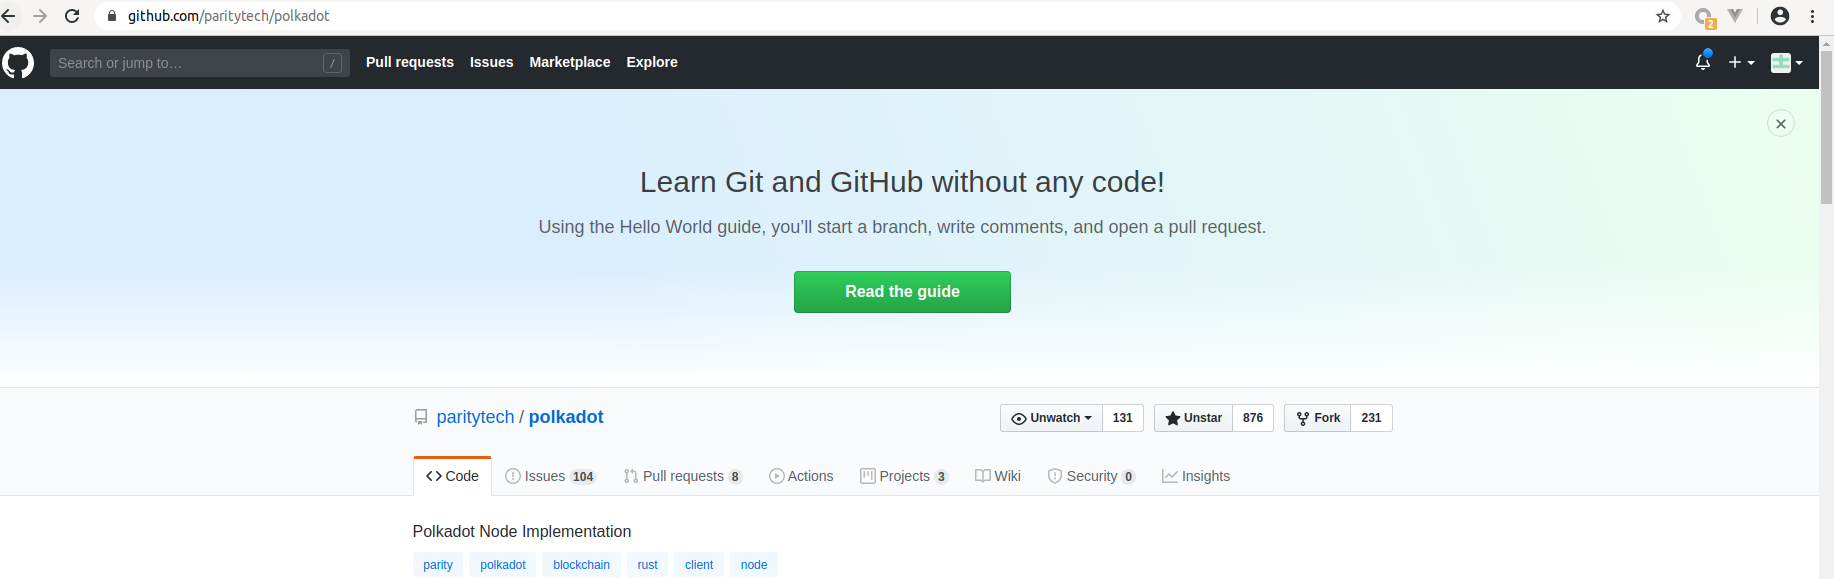 github.com/paritytech/polkadot
2
Search or jump to… / Pull requests Issues Marketplace Explore
Learn Git and GitHub without any code!
Using the Hello World guide, you’ll start a branch, write comments, and open a pull request.
Read the guide
paritytech / polkadot Unwatch 131 Unstar 876 Fork 231
Code Issues 104 Pull requests 8 Actions Projects 3 Wiki Security 0 Insights
Polkadot Node Implementation
parity polkadot blockchain rust client node